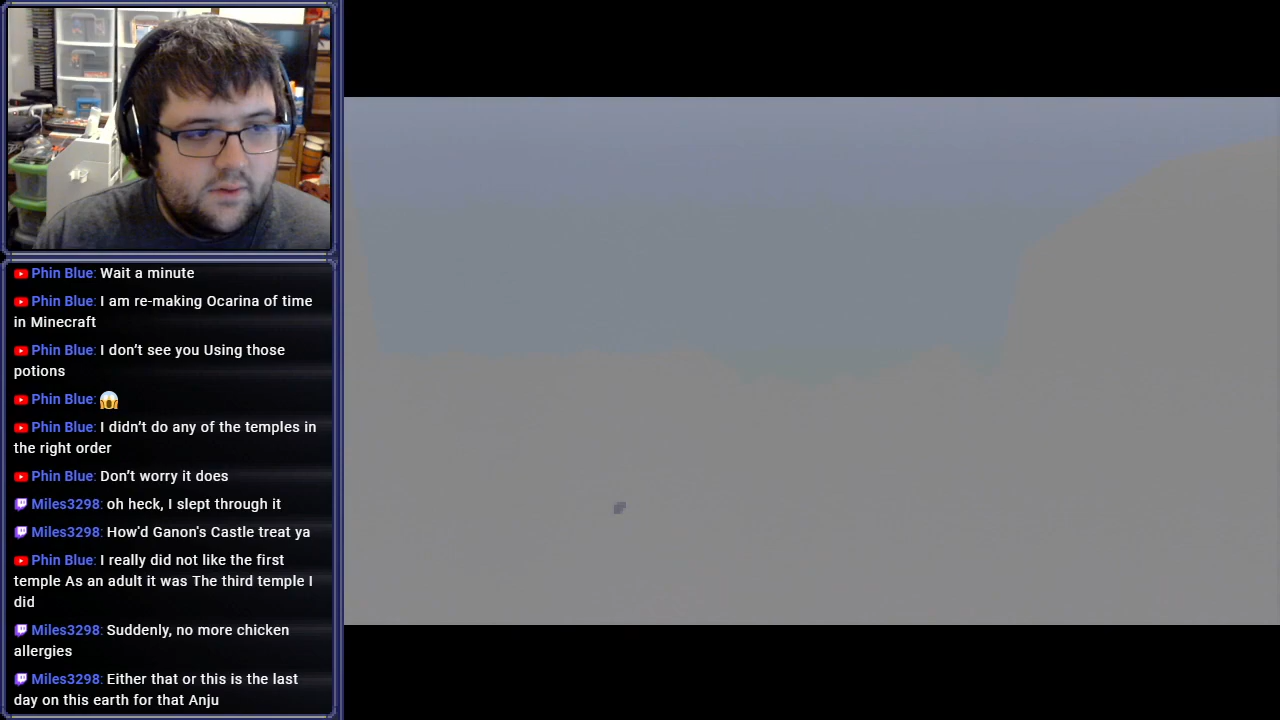 Phin Blue: Wait a minute
Phin Blue: I am re-making Ocarina of time
in Minecraft
Phin Blue: I don’t see you Using those
potions
Phin Blue: 😱
Phin Blue: I didn’t do any of the temples in
the right order
Phin Blue: Don’t worry it does
Miles3298: oh heck, I slept through it
Miles3298: How'd Ganon's Castle treat ya
Phin Blue: I really did not like the first
temple As an adult it was The third temple I
did
Miles3298: Suddenly, no more chicken
allergies
Miles3298: Either that or this is the last
day on this earth for that Anju